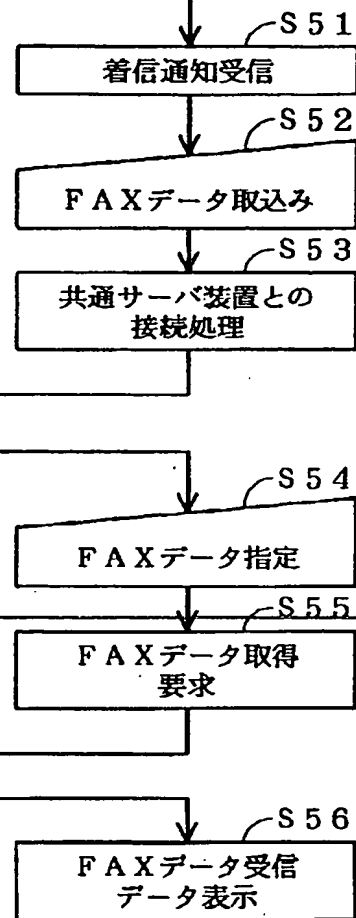 S51
着信通知受信
S52
FAXデータ取込み
S53
共通サーバ装置との
接続処理
S54
FAXデータ指定
S55
FAXデータ取得
要求
S56
FAXデータ受信
データ表示